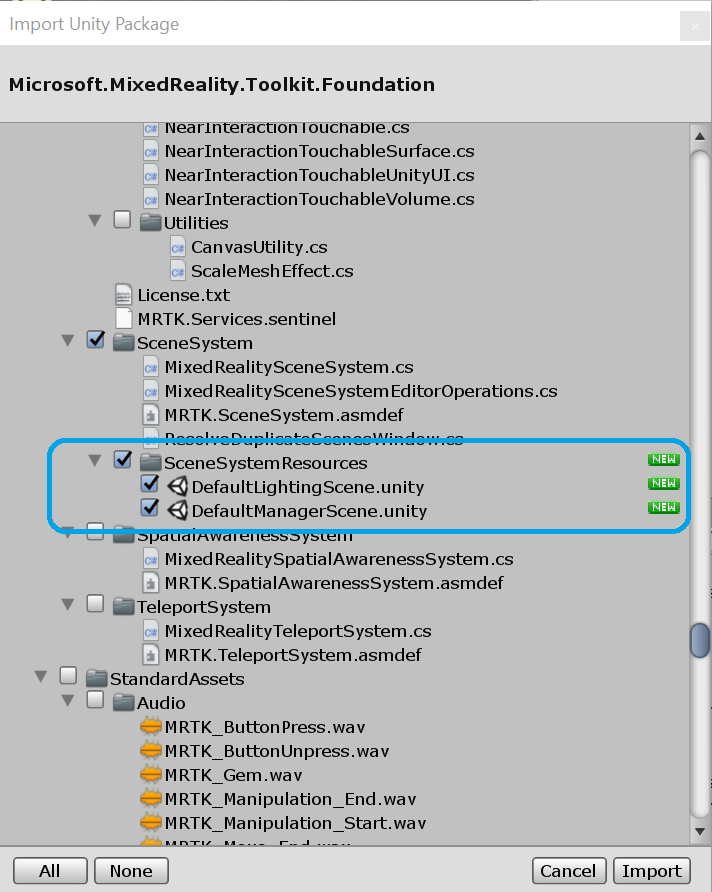 Import Unity Package
Microsoft.MixedReality.Toolkit.Foundation
NearInteractionTouchable.cs
NearInteractionTouchableSurface.cs
NearInteractionTouchableUnityUI.cs
NearInteractionTouchableVolume.cs
Utilities
CanvasUtility.cs
ScaleMeshEffect.cs
License.txt
MRTK.Services.sentinel
SceneSystem
MixedRealitySceneSystem.cs
MixedRealitySceneSystemEditorOperations.cs
MRTK.SceneSystem.asmdef
ResolveDuplicateScenesWindow.cs
SceneSystemResources NEW
DefaultLightingScene.unity NEW
DefaultManagerScene.unity NEW
SpatialAwarenessSystem
MixedRealitySpatialAwarenessSystem.cs
MRTK.SpatialAwarenessSystem.asmdef
TeleportSystem
MixedRealityTeleportSystem.cs
MRTK.TeleportSystem.asmdef
StandardAssets
Audio
MRTK_ButtonPress.wav
MRTK_ButtonUnpress.wav
MRTK_Gem.wav
MRTK_Manipulation_End.wav
MRTK_Manipulation_Start.wav
MRTK_Move_End.wav
All None Cancel Import